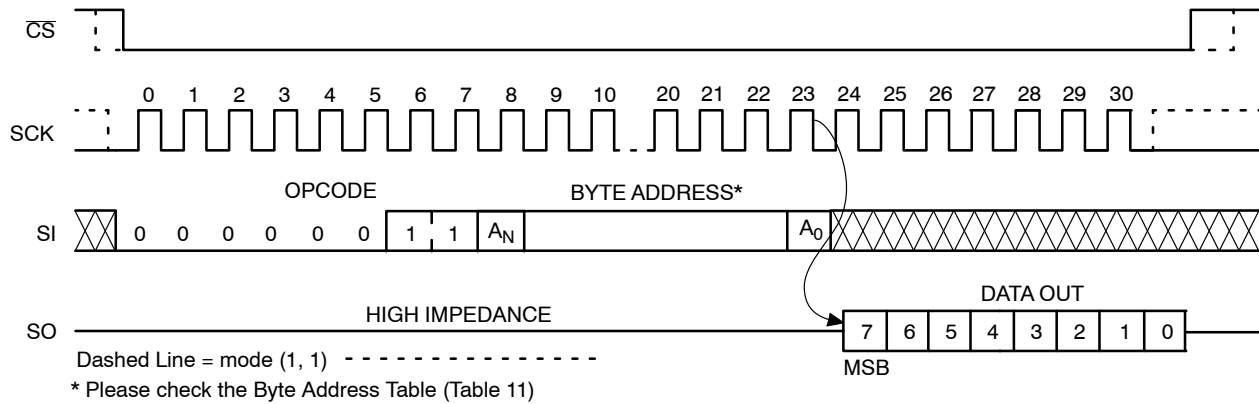 CS
0 1 2 3 4 5 6 7 8 9 10 20 21 22 23 24 25 26 27 28 29 30
SCK
OPCODE BYTE ADDRESS*
SI 0 0 0 0 0 0 1 1 AN A0
DATA OUT
HIGH IMPEDANCE
SO 7 6 5 4 3 2 1 0
Dashed Line = mode (1, 1)
MSB
* Please check the Byte Address Table (Table 11)